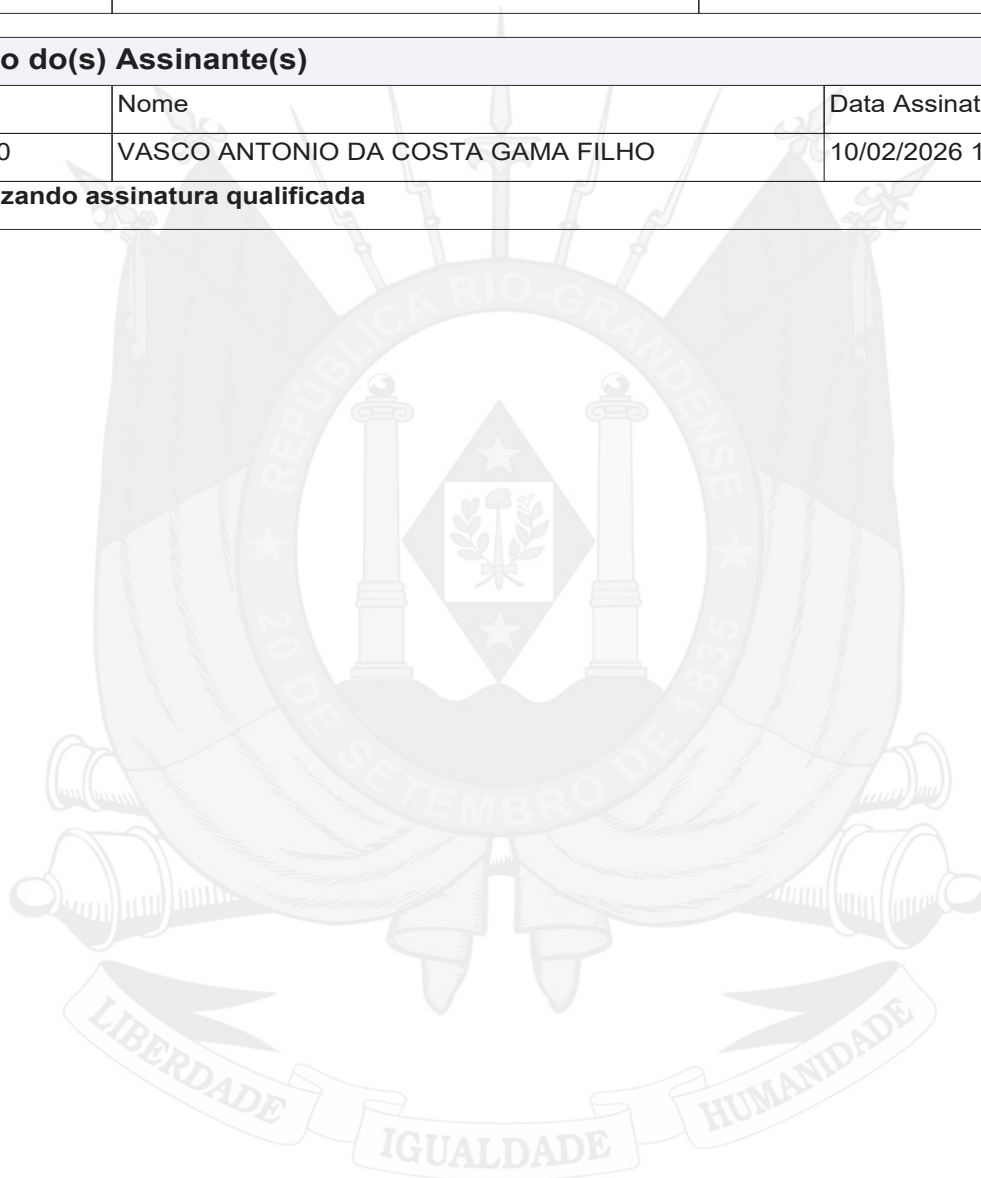 o do(s) Assinante(s)
Nome Data Assinat
0 VASCO ANTONIO DA COSTA GAMA FILHO 10/02/2026 1
zando assinatura qualificada
REPÚBLICA RIO-GRANDENSE
20 DE SETEMBRO DE 1835
LIBERDADE IGUALDADE HUMANIDADE